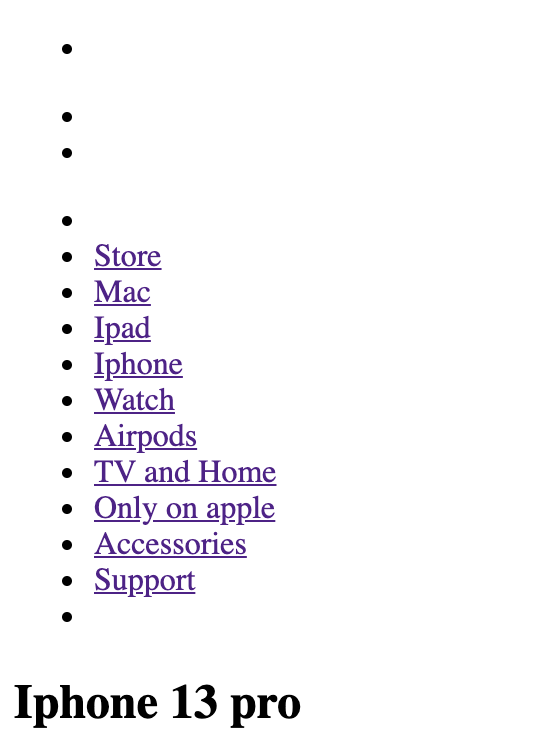 Store
Mac
Ipad
Iphone
Watch
Airpods
TV and Home
Only on apple
Accessories
Support
Iphone 13 pro